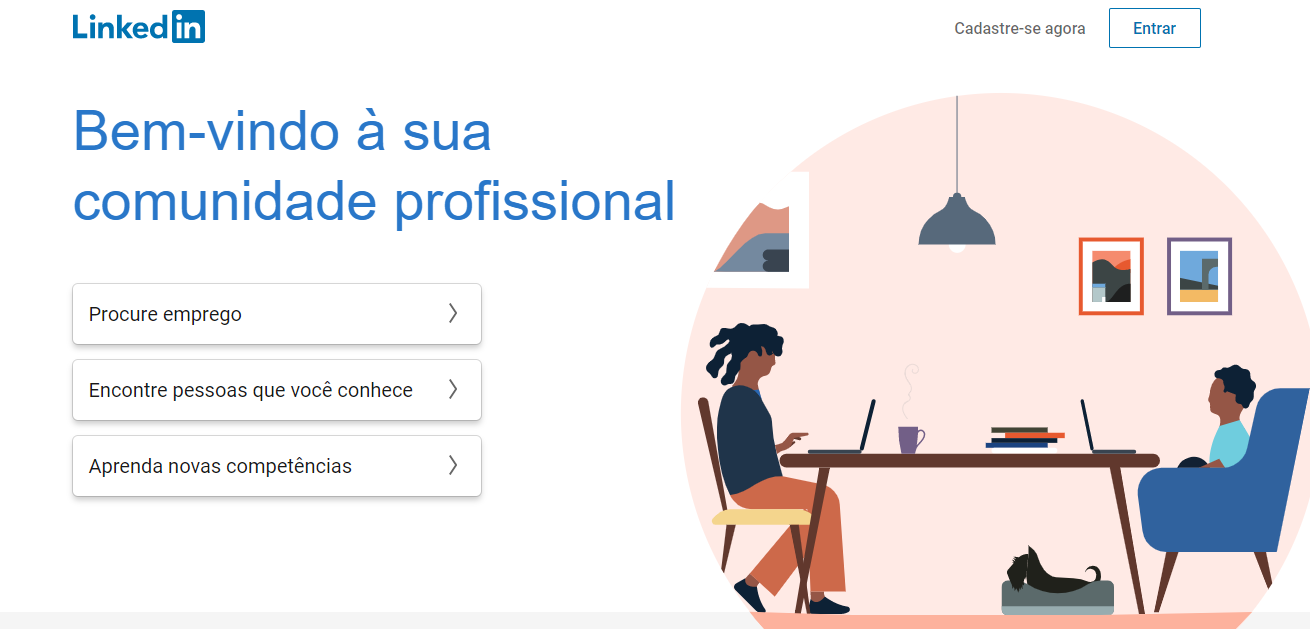 LinkedIn
Cadastre-se agora
Entrar
Bem-vindo à sua
comunidade profissional
Procure emprego
Encontre pessoas que você conhece
Aprenda novas competências